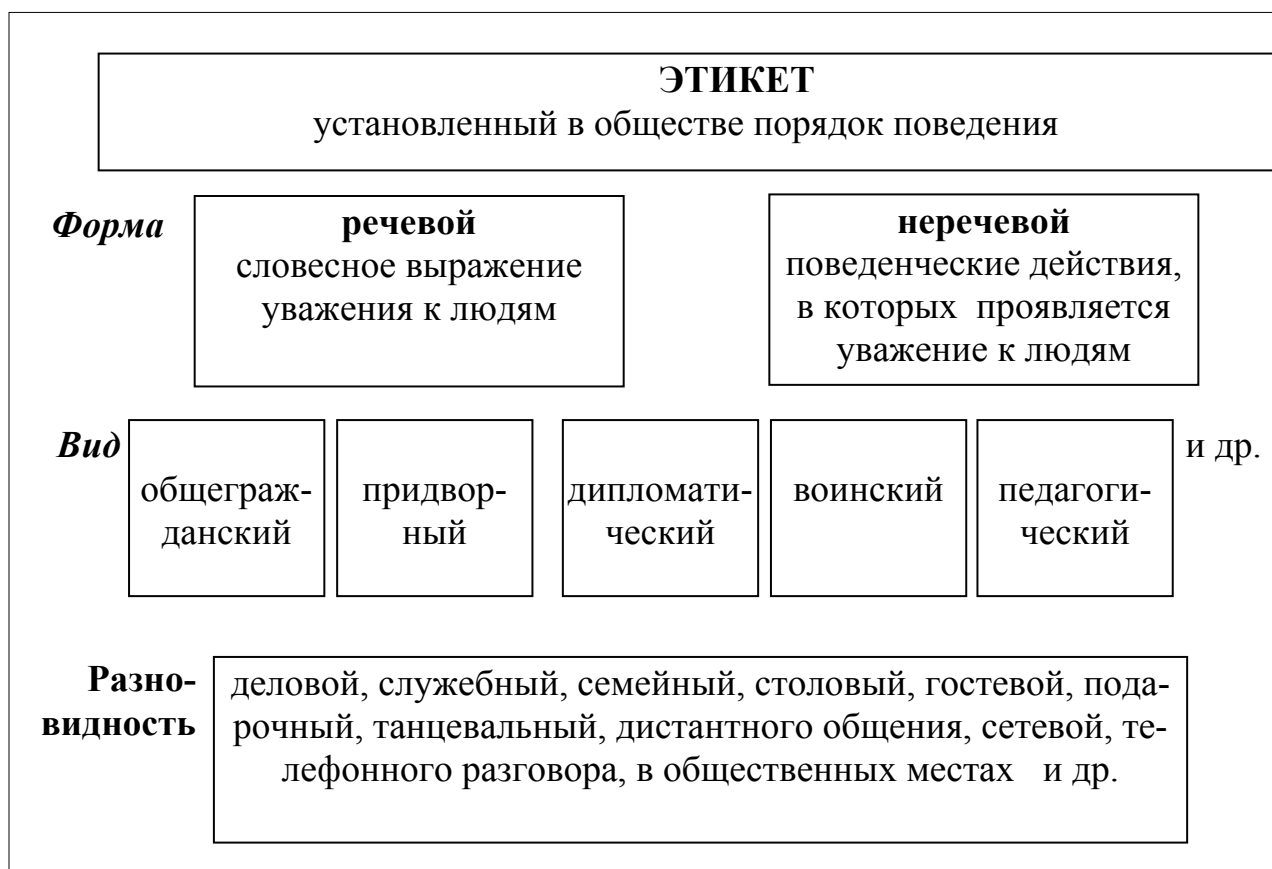 ЭТИКЕТ
установленный в обществе порядок поведения
Форма
речевой
словесное выражение
уважения к людям
неречевой
поведенческие действия,
в которых проявляется
уважение к людям
Вид
общеграж-
данский
придвор-
ный
дипломати-
ческий
воинский
педагоги-
ческий
и др.
Разно-
видность
деловой, служебный, семейный, столовый, гостевой, пода-
рочный, танцевальный, дистантного общения, сетевой, те-
лефонного разговора, в общественных местах и др.